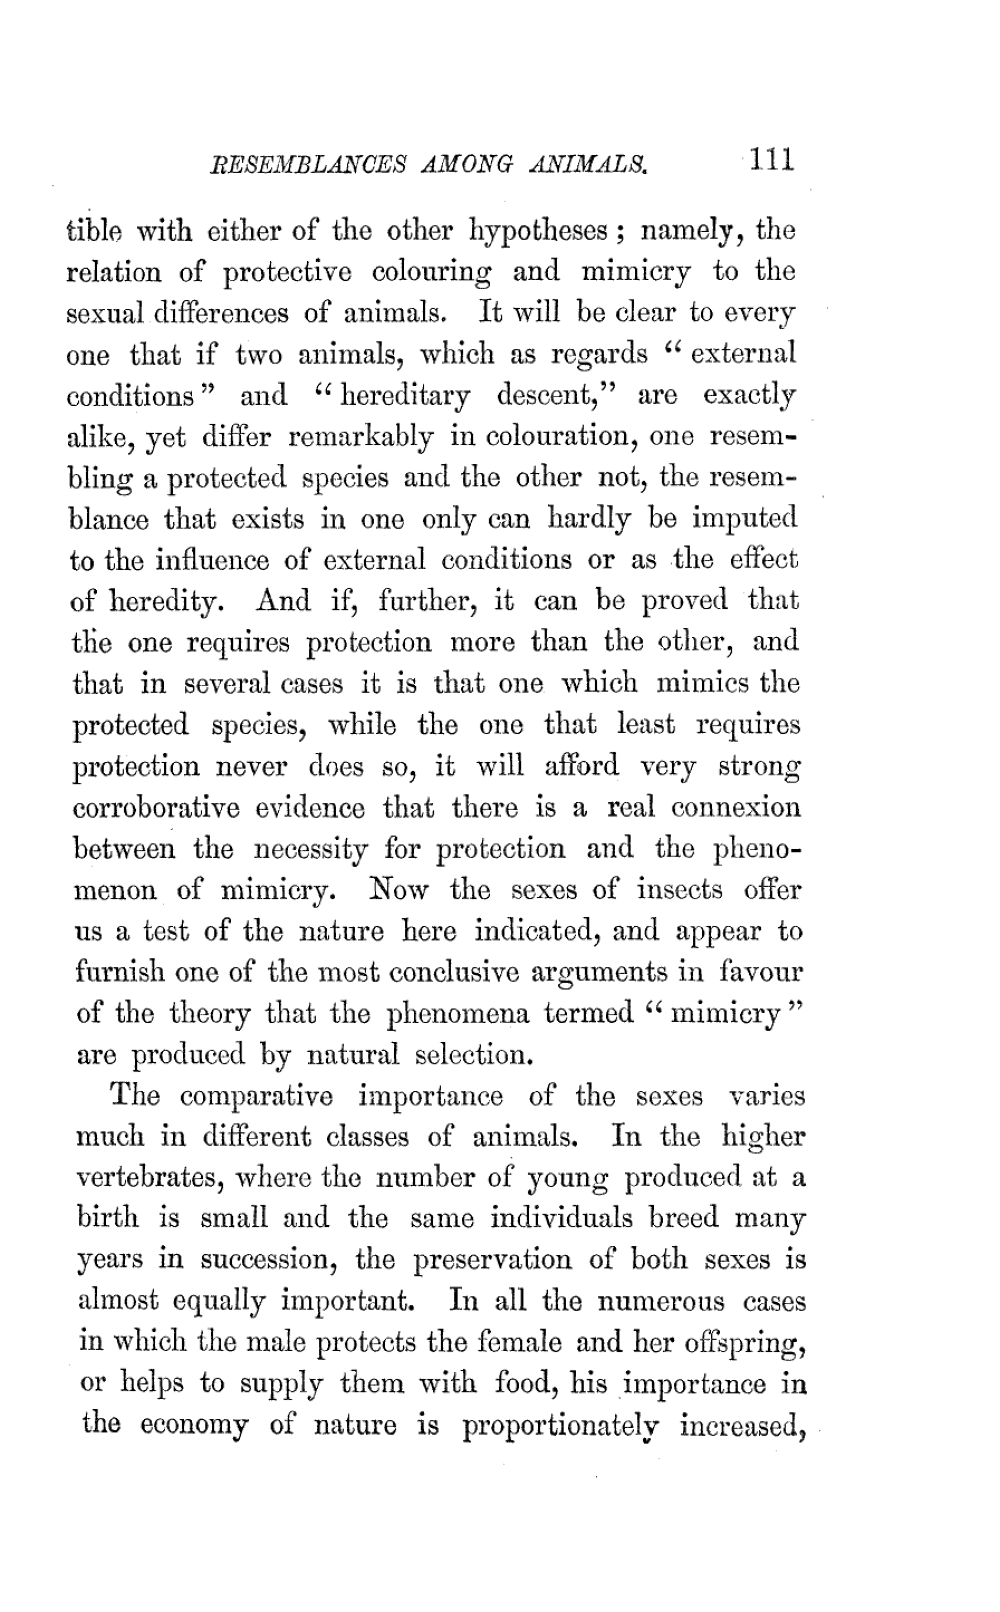 RESEMBLANCES AMONG ANIMALS. 111
tible with either of the other hypotheses ; namely, the
relation of protective colouring and mimicry to the
sexual differences of animals. It will be clear to every
one that if two animals, which as regards “ external
conditions ” and “ hereditary descent,” are exactly
alike, yet differ remarkably in colouration, one resem-
bling a protected species and the other not, the resem-
blance that exists in one only can hardly be imputed
to the influence of external conditions or as the effect
of heredity. And if, further, it can be proved that
the one requires protection more than the other, and
that in several cases it is that one which mimics the
protected species, while the one that least requires
protection never does so, it will afford very strong
corroborative evidence that there is a real connexion
between the necessity for protection and the pheno-
menon of mimicry. Now the sexes of insects offer
us a test of the nature here indicated, and appear to
furnish one of the most conclusive arguments in favour
of the theory that the phenomena termed “ mimicry ”
are produced by natural selection.
The comparative importance of the sexes varies
much in different classes of animals. In the higher
vertebrates, where the number of young produced at a
birth is small and the same individuals breed many
years in succession, the preservation of both sexes is
almost equally important. In all the numerous cases
in which the male protects the female and her offspring,
or helps to supply them with food, his importance in
the economy of nature is proportionately increased,